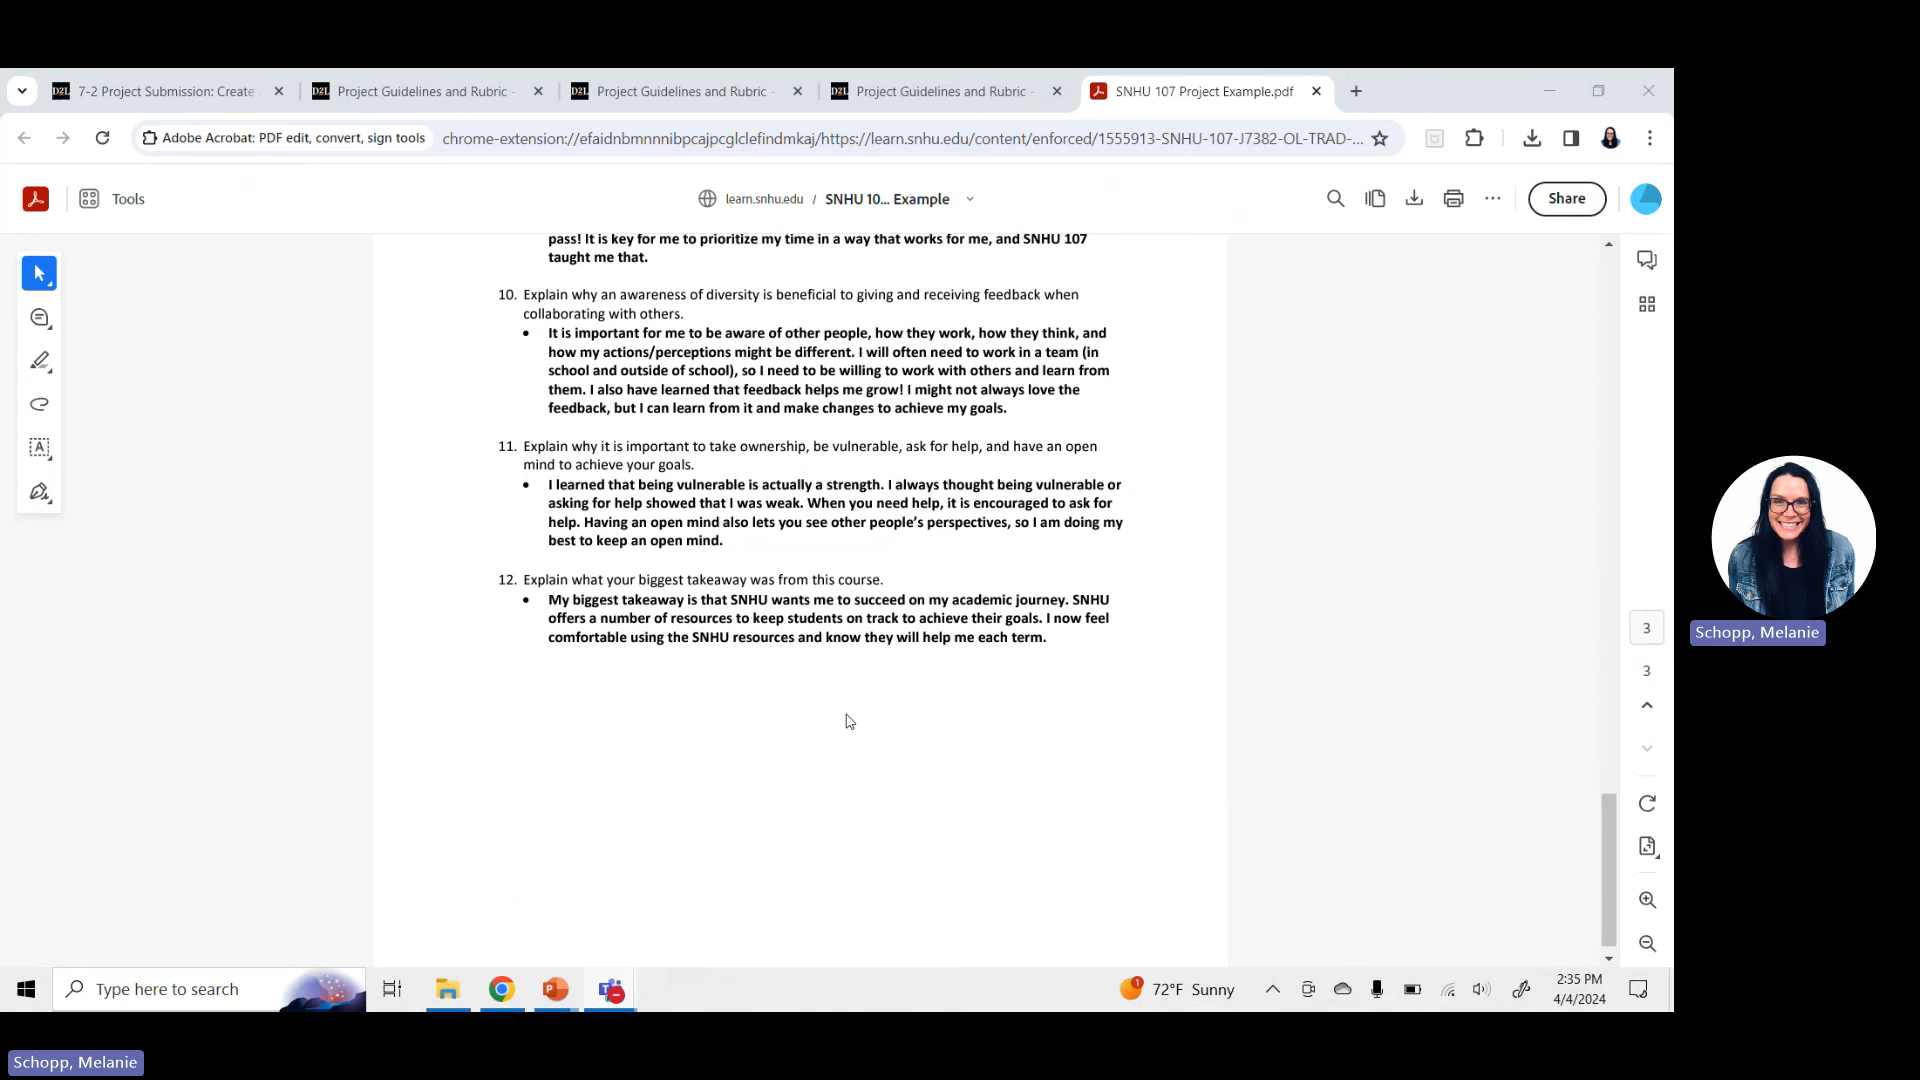 7-2 Project Submission: Create
Project Guidelines and Rubric -
Project Guidelines and Rubric -
Project Guidelines and Rubric -
SNHU 107 Project Example.pdf
Adobe Acrobat: PDF edit, convert, sign tools
chrome-extension://efaidnbmnnnibpcajpcglclefindmkaj/https://learn.snhu.edu/content/enforced/1555913-SNHU-107-J7382-OL-TRAD-...
Tools
learn.snhu.edu / SNHU 10... Example
Share
pass! It is key for me to prioritize my time in a way that works for me, and SNHU 107
taught me that.
10. Explain why an awareness of diversity is beneficial to giving and receiving feedback when
collaborating with others.
• It is important for me to be aware of other people, how they work, how they think, and
how my actions/perceptions might be different. I will often need to work in a team (in
school and outside of school), so I need to be willing to work with others and learn from
them. I also have learned that feedback helps me grow! I might not always love the
feedback, but I can learn from it and make changes to achieve my goals.
11. Explain why it is important to take ownership, be vulnerable, ask for help, and have an open
mind to achieve your goals.
• I learned that being vulnerable is actually a strength. I always thought being vulnerable or
asking for help showed that I was weak. When you need help, it is encouraged to ask for
help. Having an open mind also lets you see other people's perspectives, so I am doing my
best to keep an open mind.
12. Explain what your biggest takeaway was from this course.
• My biggest takeaway is that SNHU wants me to succeed on my academic journey. SNHU
offers a number of resources to keep students on track to achieve their goals. I now feel
comfortable using the SNHU resources and know they will help me each term.
3
3
Schopp, Melanie
Type here to search
72°F Sunny
2:35 PM
4/4/2024
Schopp, Melanie